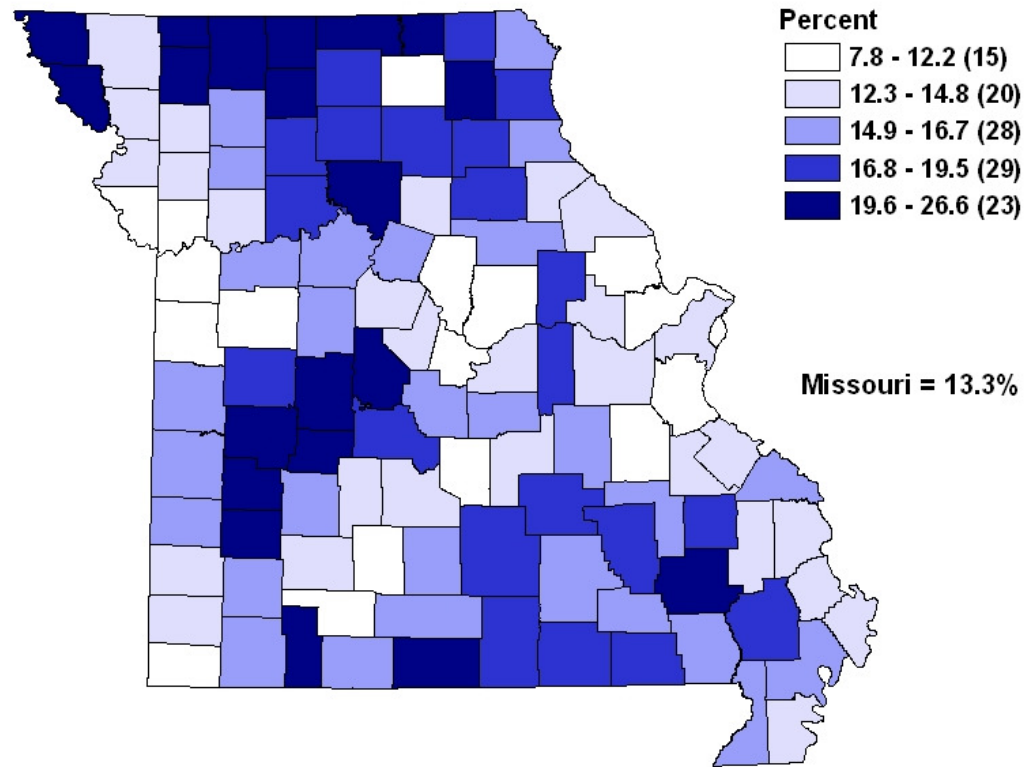 Percent
7.8 - 12.2 (15)
12.3 - 14.8 (20)
14.9 - 16.7 (28)
16.8 - 19.5 (29)
19.6 - 26.6 (23)
Missouri = 13.3%